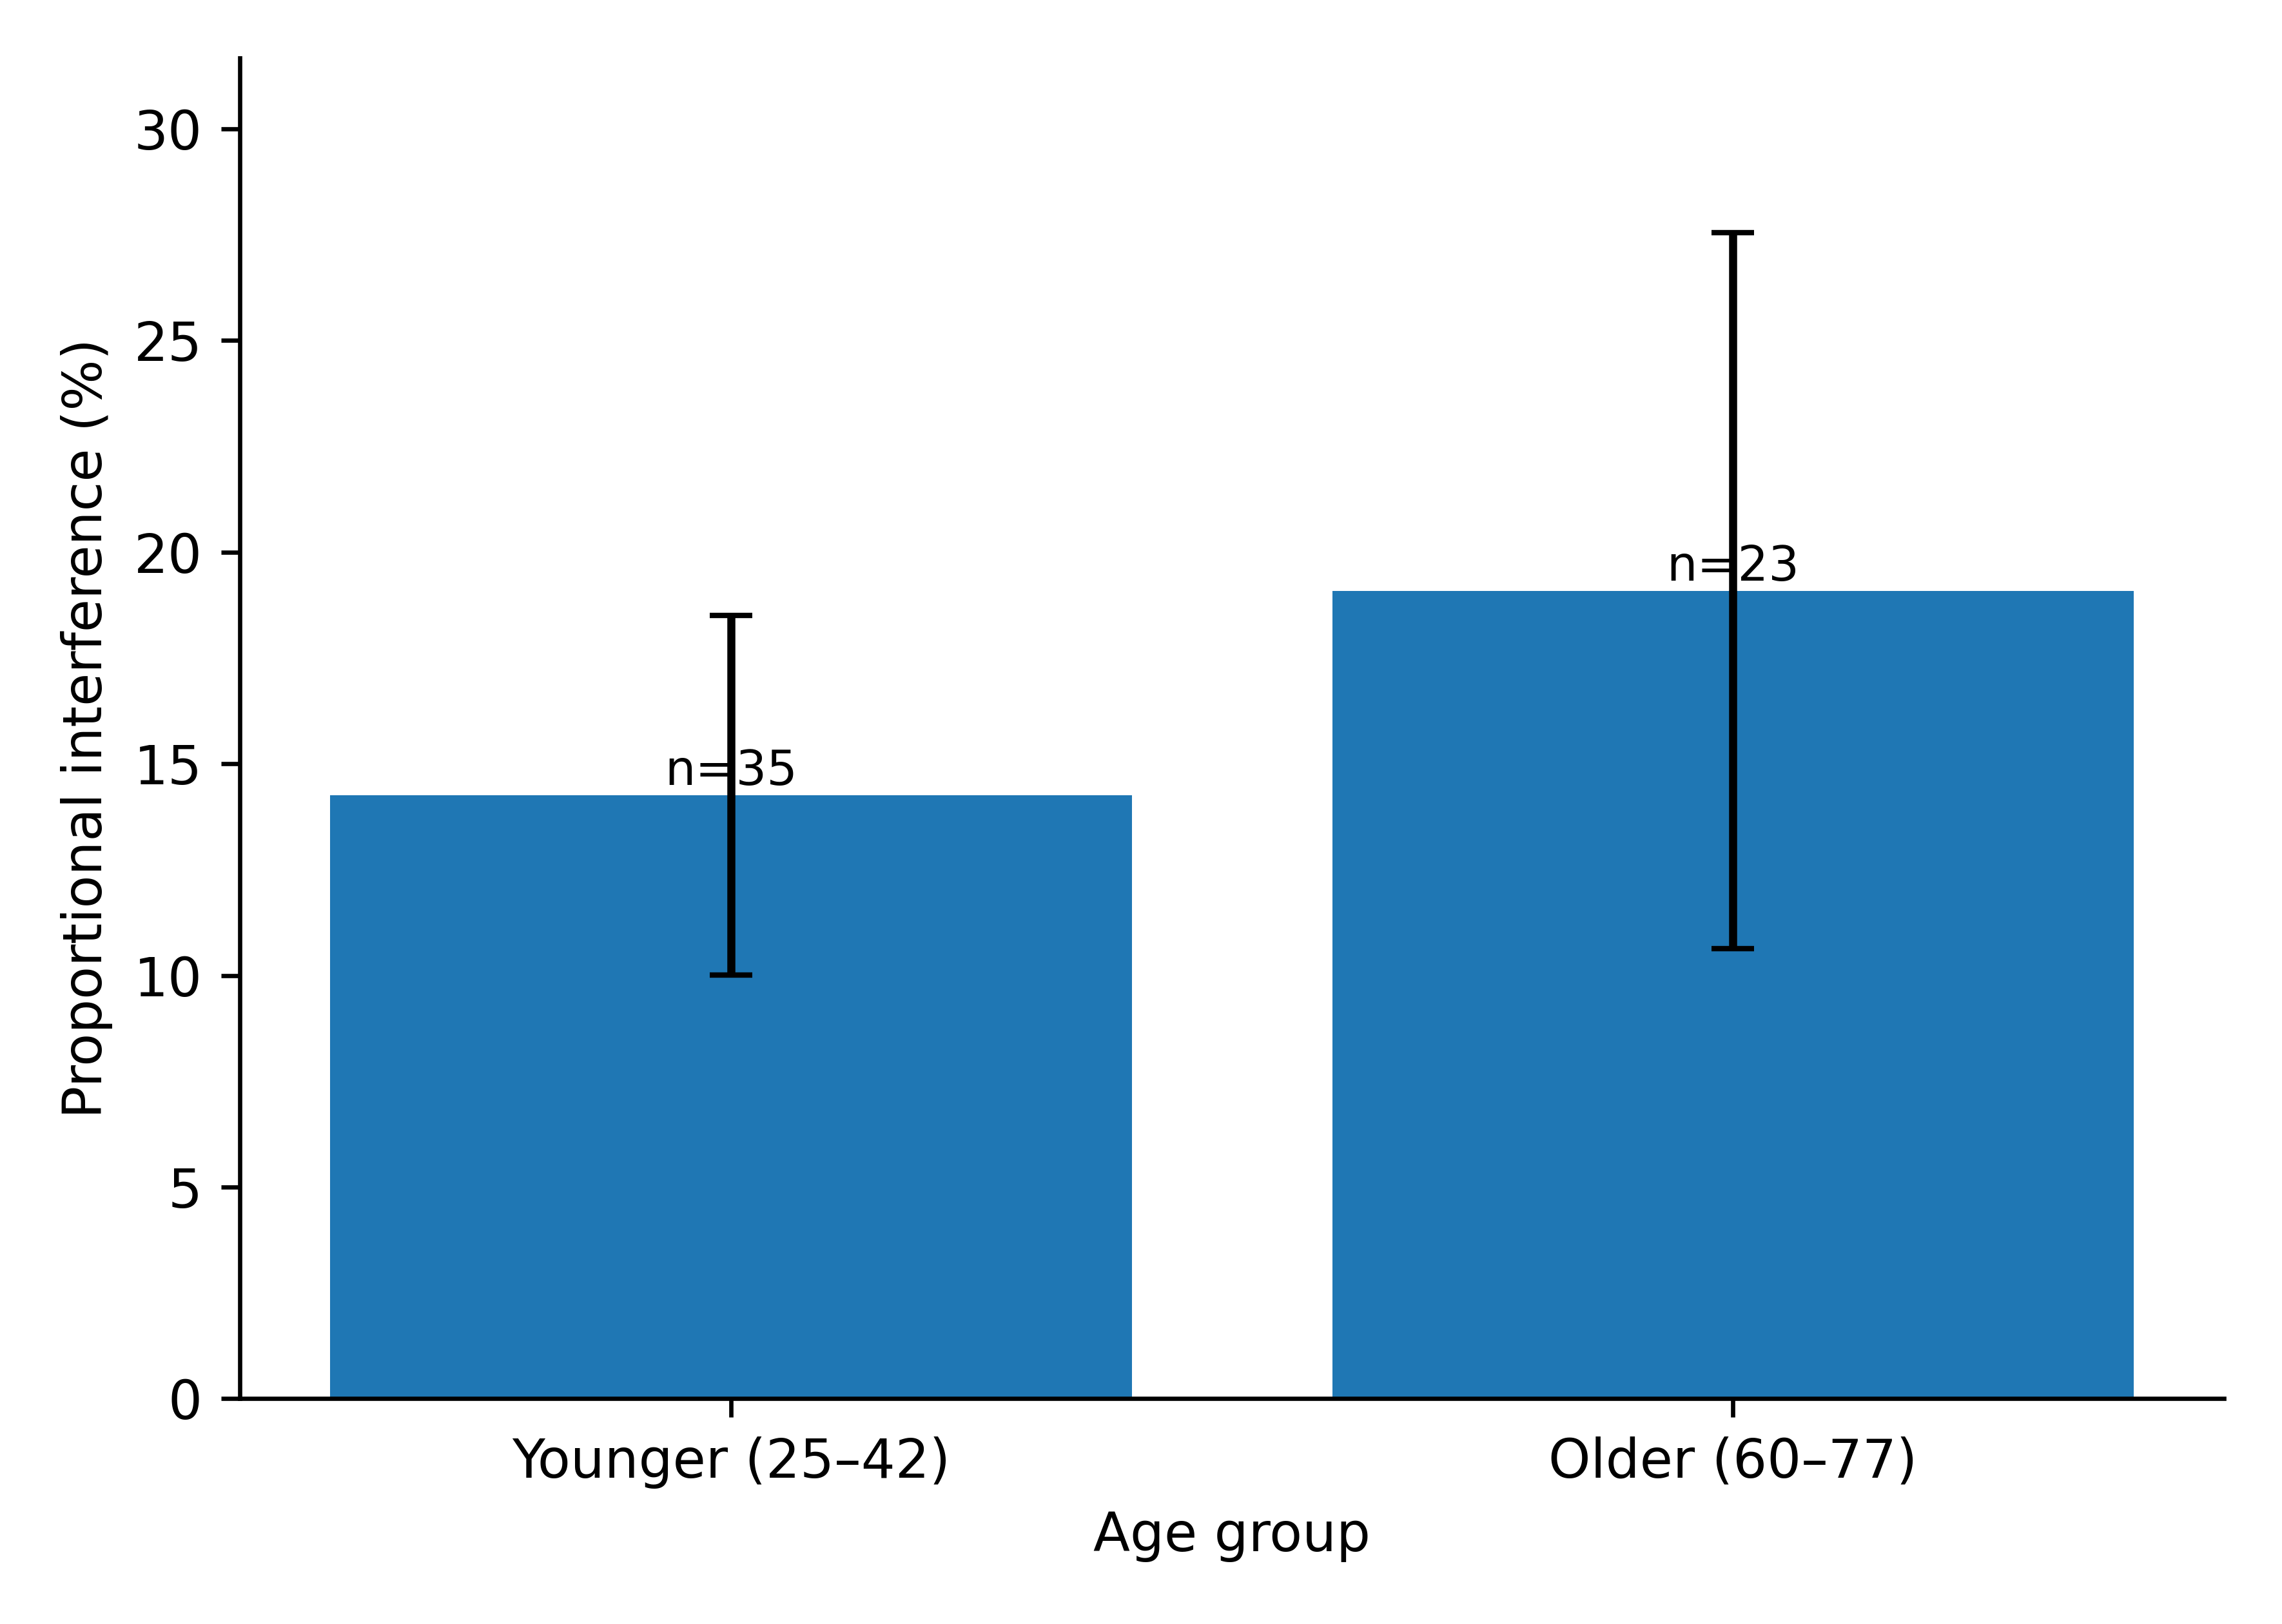 Proportional interference (%)
30
25
20
15
10
5
0
n=35
n=23
Younger (25–42)
Older (60–77)
Age group